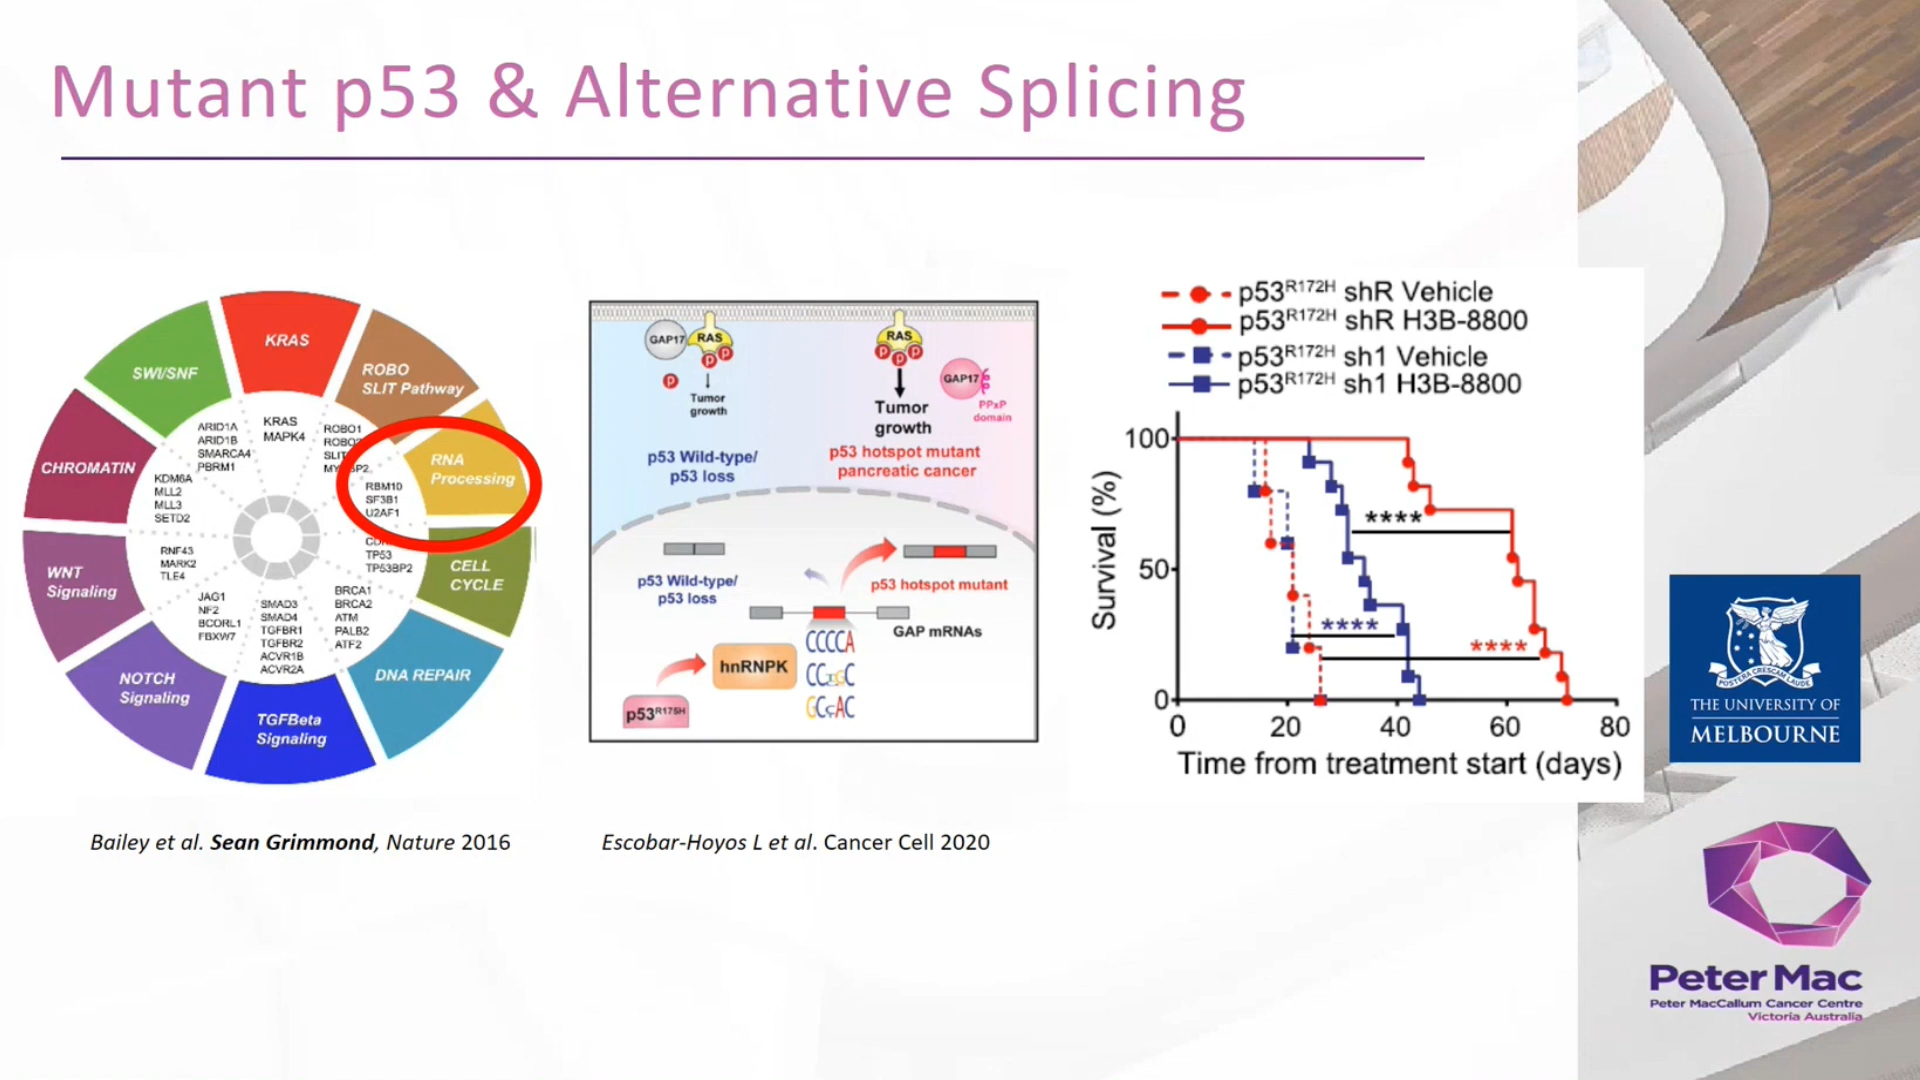 Mutant p53 & Alternative Splicing
KRAS
ROBO
SLIT Pathway
RNA
Processing
CELL
CYCLE
DNA REPAIR
TGFBeta
Signaling
NOTCH
Signaling
WNT
Signaling
CHROMATIN
SWI/SNF
KRAS
MAPK4
ROBO1
RBM10
SF3B1
U2AF1
TP53
TP53BP2
BRCA1
BRCA2
ATM
PALB2
ATF2
SMAD3
SMAD4
TGFBR1
TGFBR2
ACVR1B
ACVR2A
JAG1
NF2
BCORL1
FBXW7
RNF43
MARK2
TLE4
KDM6A
MLL2
MLL3
SETD2
ARID1A
ARID1B
SMARCA4
PBRM1
Bailey et al. Sean Grimmond, Nature 2016
GAP17
RAS
P
P
P
Tumor
growth
p53 Wild-type/
p53 loss
RAS
P
P
P
GAP17
PPxP
domain
Tumor
growth
p53 hotspot mutant
pancreatic cancer
p53 Wild-type/
p53 loss
p53 hotspot mutant
GAP mRNAs
CCCCA
hnRNPK
p53R175H
Escobar-Hoyos L et al. Cancer Cell 2020
p53R172H shR Vehicle
p53R172H shR H3B-8800
p53R172H sh1 Vehicle
p53R172H sh1 H3B-8800
Survival (%)
100
50
0
****
****
****
0 20 40 60 80
Time from treatment start (days)
POSTERA CRESCAM LAUDE
THE UNIVERSITY OF
MELBOURNE
Peter Mac
Peter MacCallum Cancer Centre
Victoria Australia